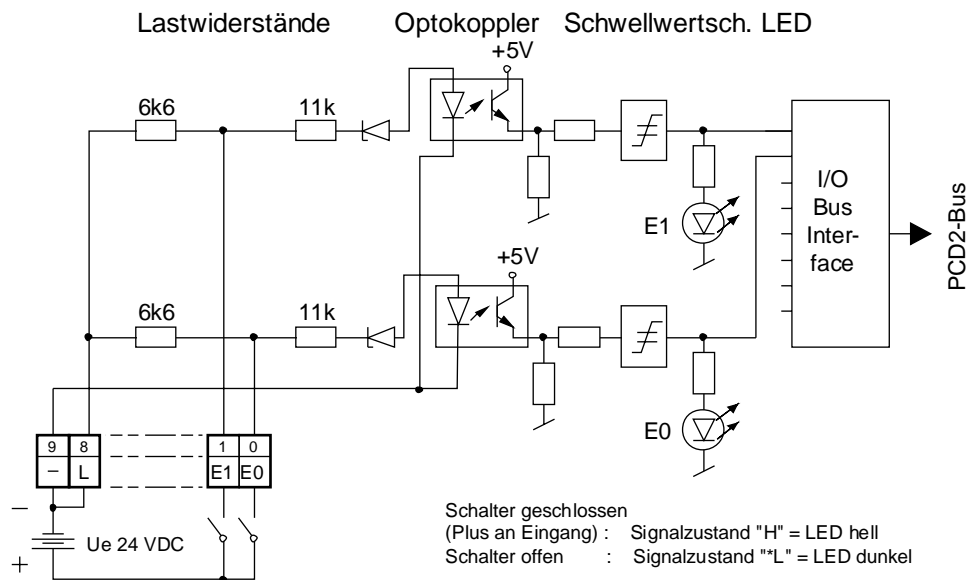 Lastwiderstände Optokoppler Schwellwertsch. LED
+5V
6k6 11k
E1
I/O
Bus
Inter-
face
PCD2-Bus
+5V
6k6 11k
E0
9 8 1 0
– L E1 E0
–
Ue 24 VDC
+
Schalter geschlossen
(Plus an Eingang) : Signalzustand "H" = LED hell
Schalter offen : Signalzustand "*L" = LED dunkel